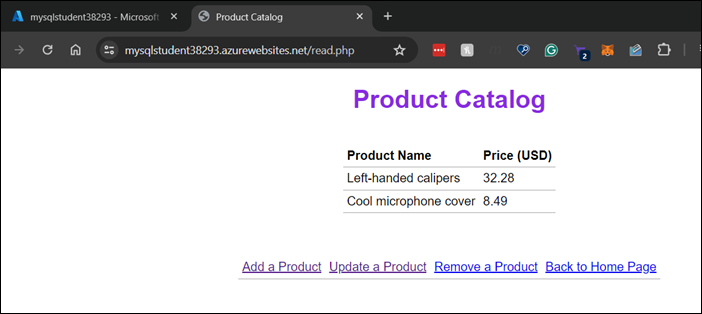 mysqlstudent38293 - Microsoft
Product Catalog
mysqlstudent38293.azurewebsites.net/read.php
2
Product Catalog
Product Name Price (USD)
Left-handed calipers 32.28
Cool microphone cover 8.49
Add a Product Update a Product Remove a Product Back to Home Page